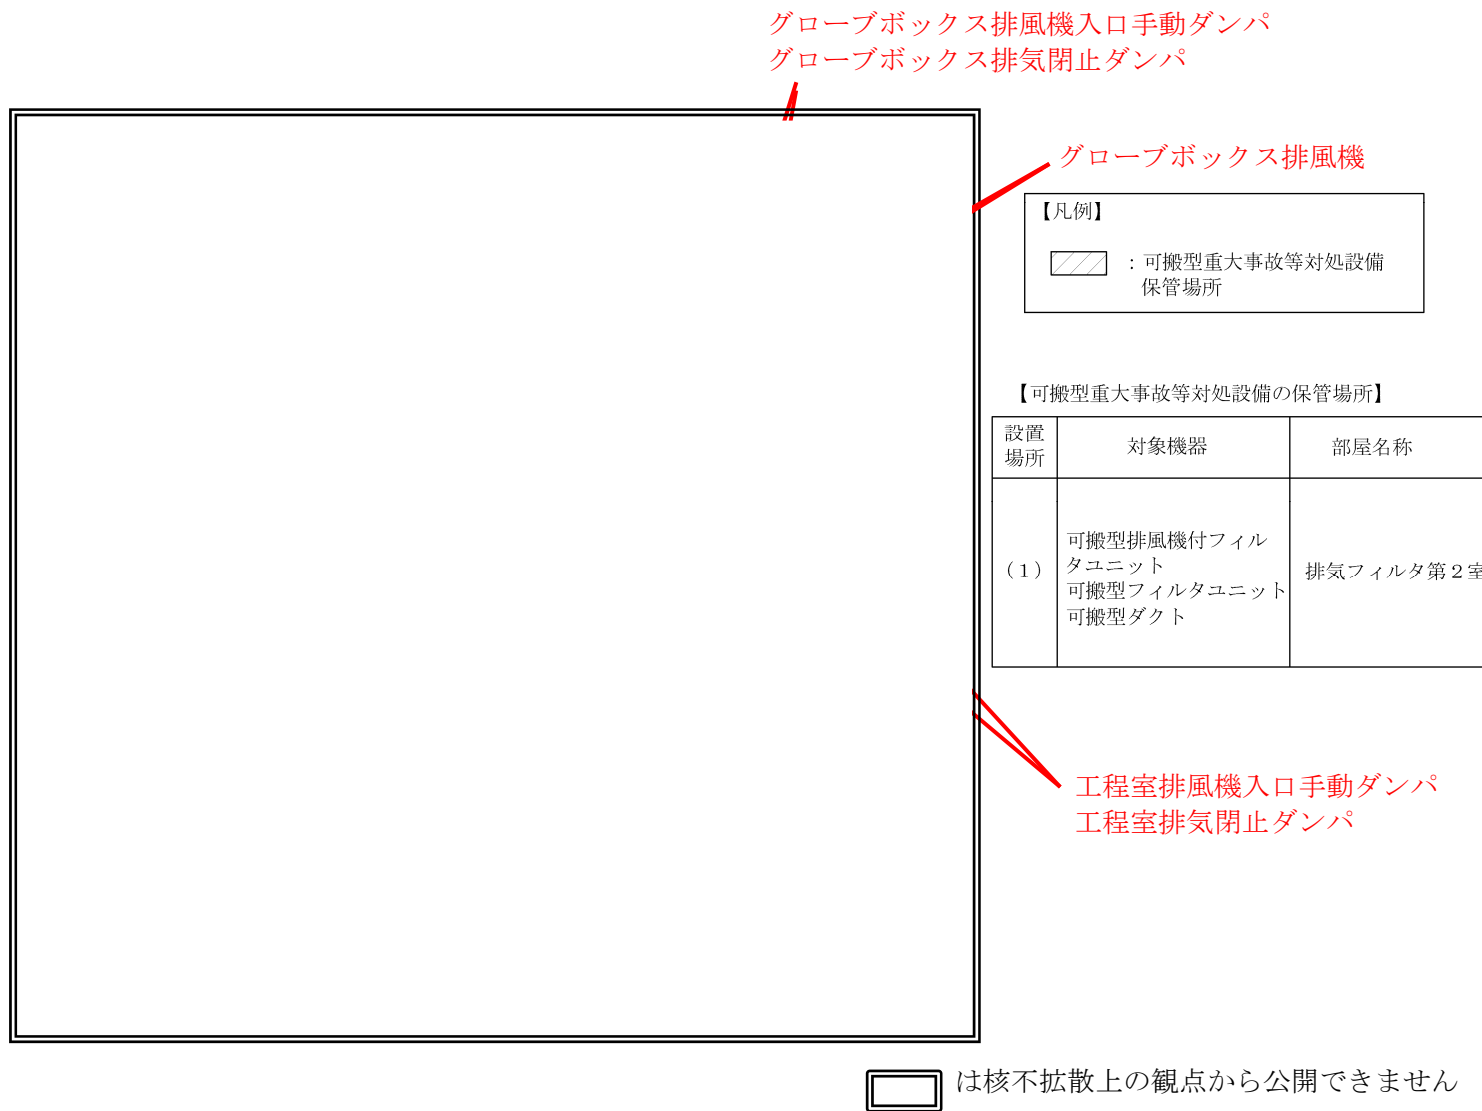 グローブボックス排風機入口手動ダンパ
グローブボックス排気閉止ダンパ
グローブボックス排風機
【凡例】
：可搬型重大事故等対処設備
保管場所
【可搬型重大事故等対処設備の保管場所】
設置
場所
対象機器
部屋名称
（１）
可搬型排風機付フィル
タユニット
可搬型フィルタユニット
可搬型ダクト
排気フィルタ第２室
工程室排風機入口手動ダンパ
工程室排気閉止ダンパ
は核不拡散上の観点から公開できません